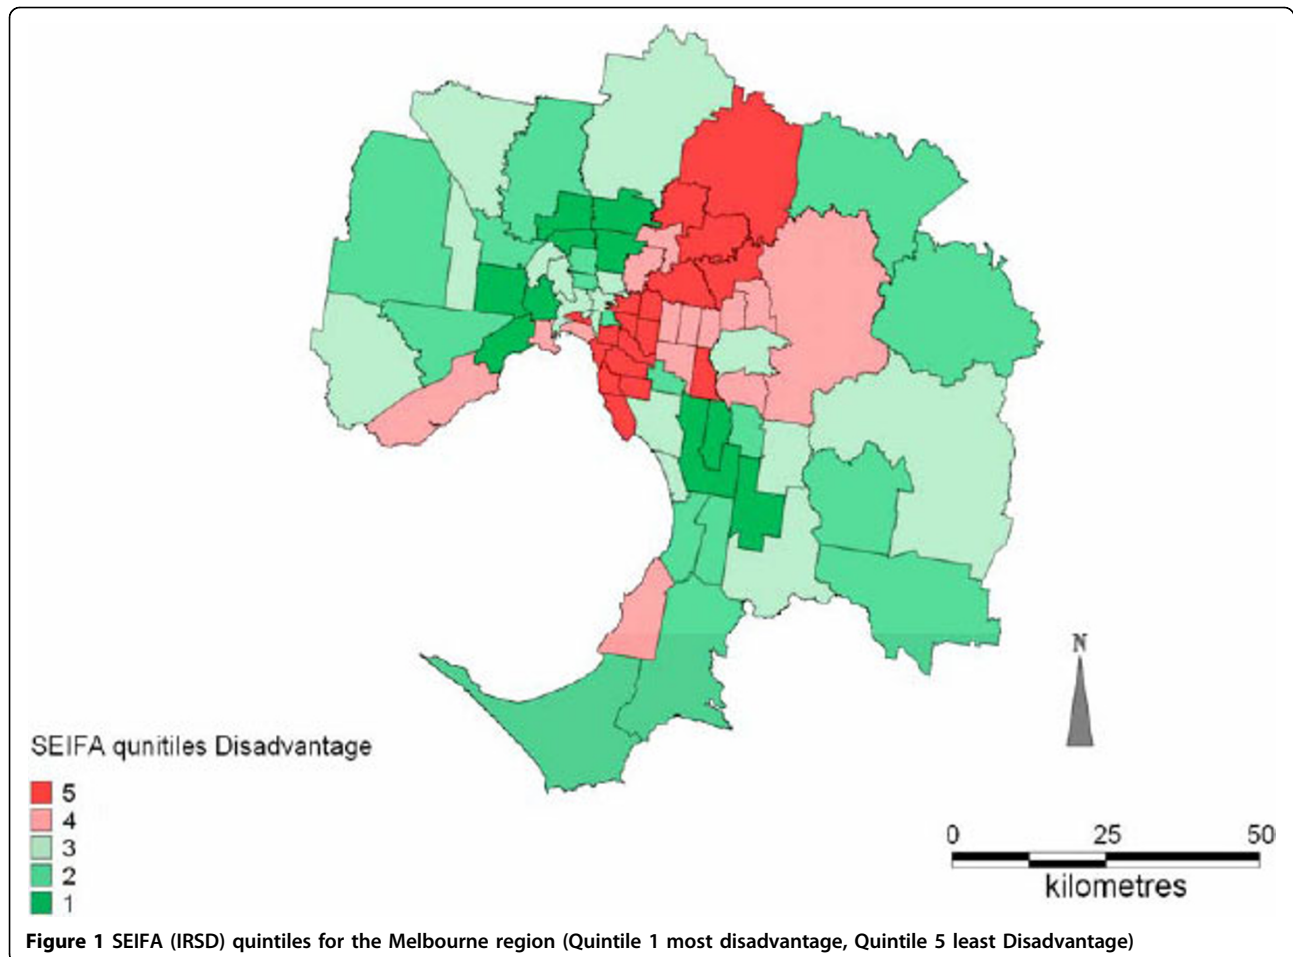 N
SEIFA qunitiles Disadvantage
5
4
3
2
1
0 25 50
kilometres
Figure 1 SEIFA (IRSD) quintiles for the Melbourne region (Quintile 1 most disadvantage, Quintile 5 least Disadvantage)